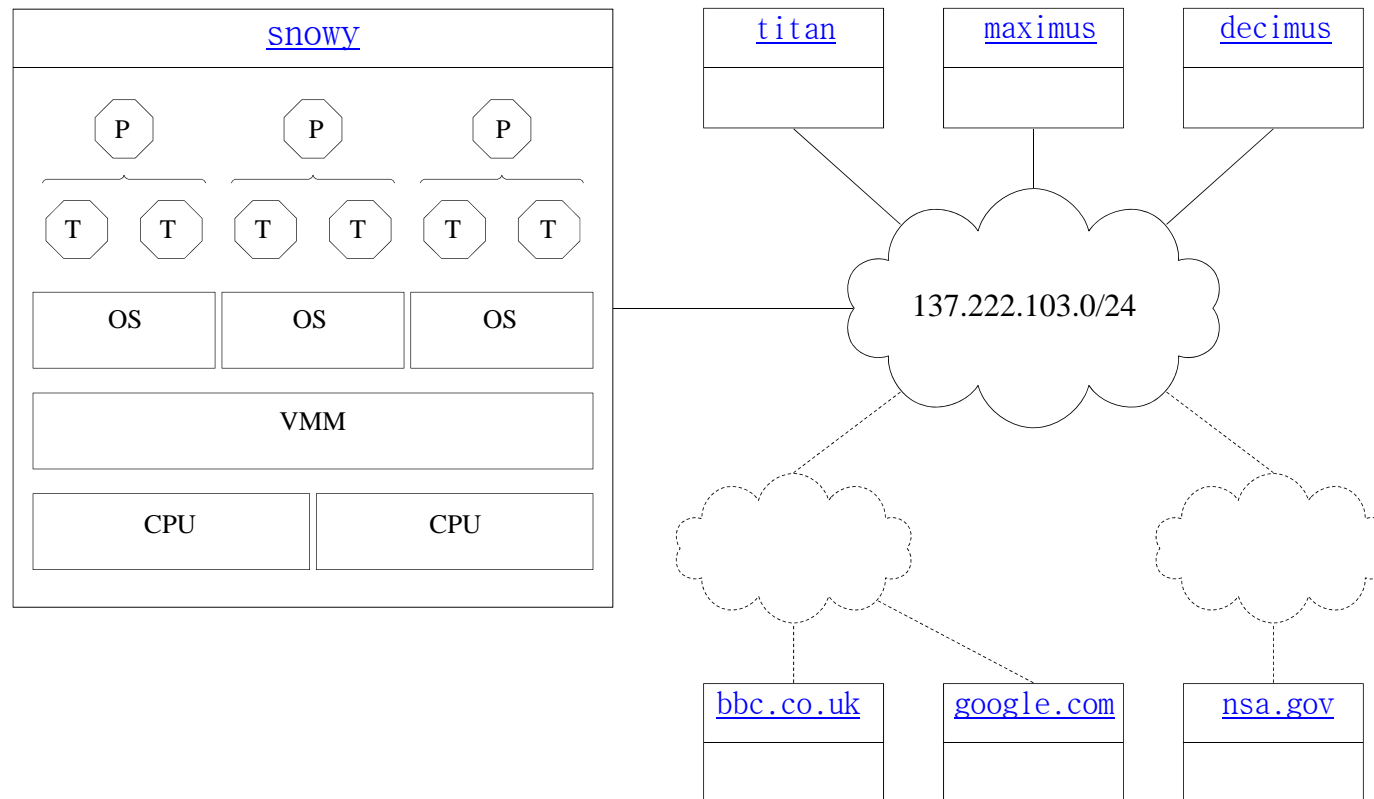 snowy
titan
maximus
decimus
P P P
T T T T T T
OS OS OS
137.222.103.0/24
VMM
CPU CPU
bbc.co.uk
google.com
nsa.gov